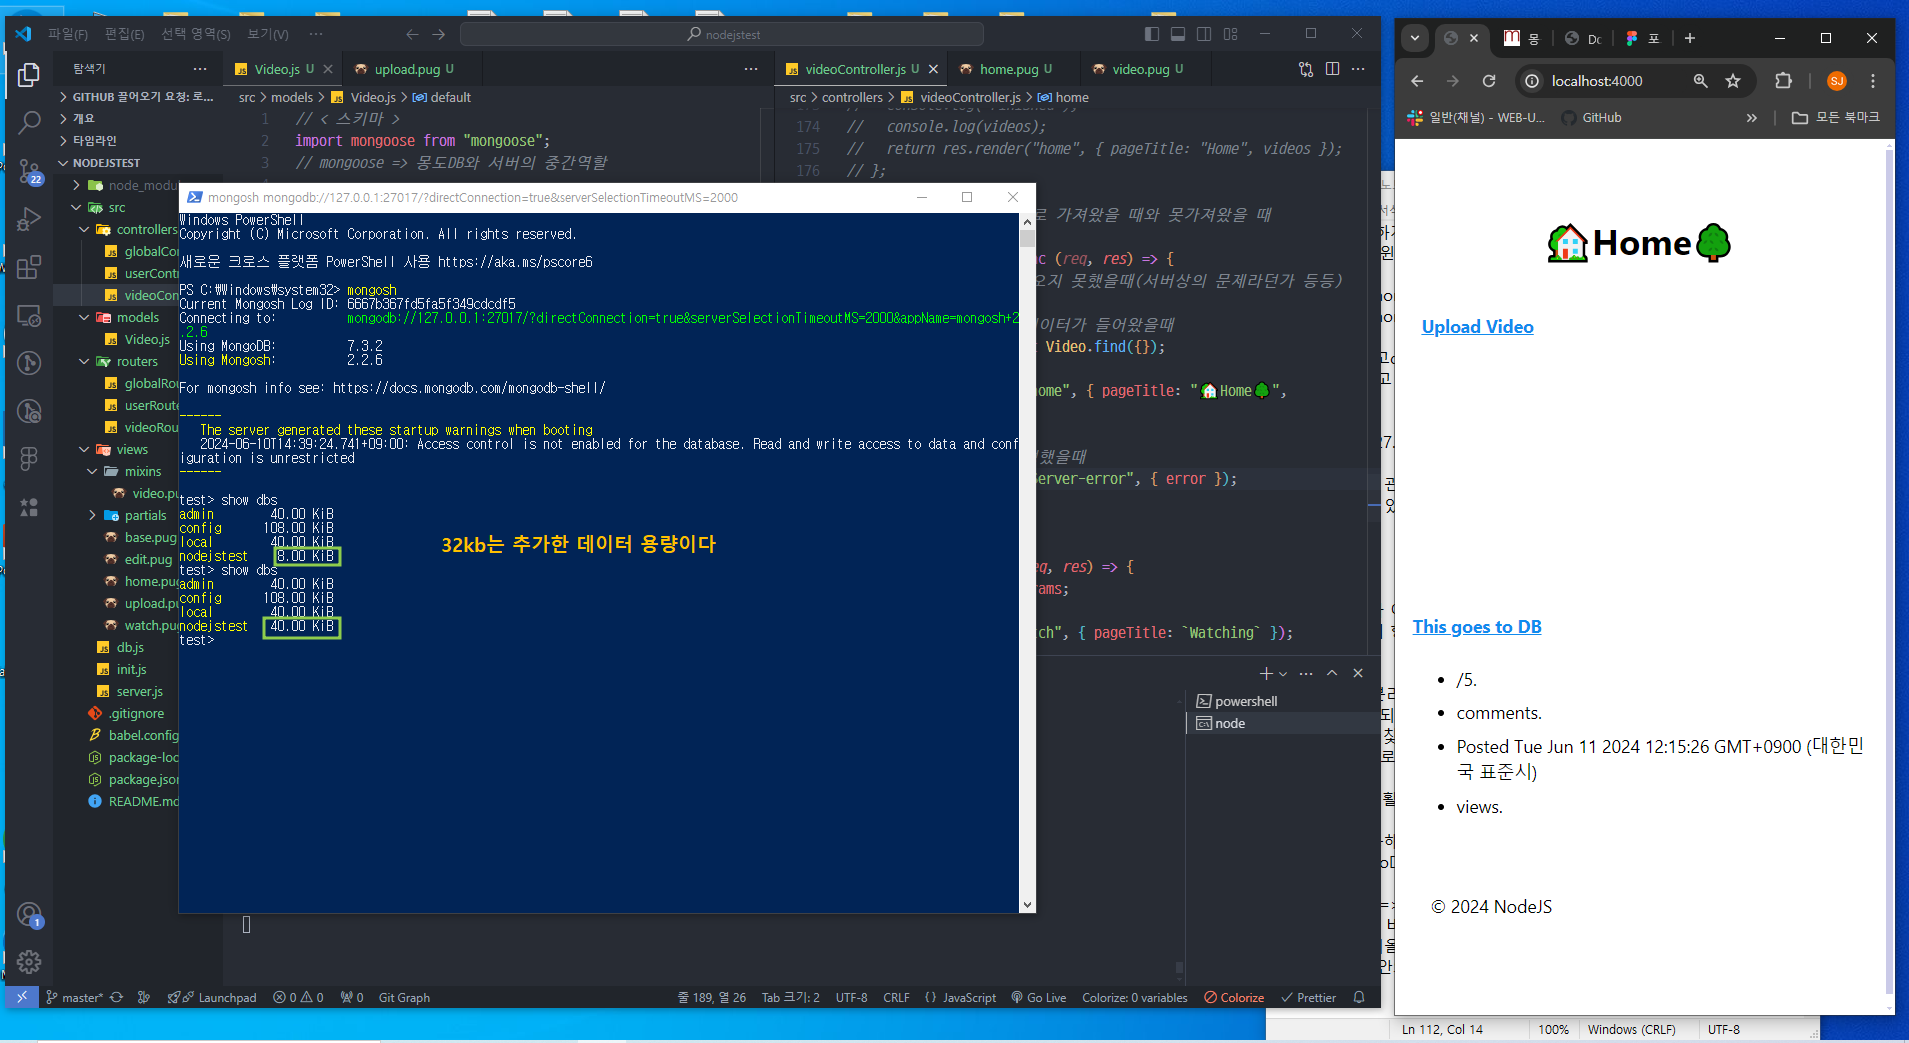 파일(F) 편집(E) 선택 영역(S) 보기(V) ··· nodejstest
탐색기 ···
GITHUB 끌어오기 요청: 로...
개요
타임라인
NODEJSTEST
node_modu
src
controllers
globalCo
userContr
videoCon
models
Video.js
routers
globalRou
userRoute
videoRou
views
mixins
video.pu
partials
base.pug
edit.pug
home.pug
upload.pu
watch.pug
db.js
init.js
server.js
.gitignore
babel.config
package-loc
package.json
README.md
22
1
Video.js U
upload.pug U
src > models > Video.js > default
1 // < 스키마 >
2 import mongoose from "mongoose";
3 // mongoose => 몽도DB와 서버의 중간역할
videoController.js U
home.pug U
video.pug U
src > controllers > videoController.js > home
174 //   console.log(videos);
175 //   return res.render("home", { pageTitle: "Home", videos });
176 // };
로 가져왔을 때와 못가져왔을 때
(req, res) => {
오지 못했을때(서버상의 문제라던가 등등)
이터가 들어왔을때
Video.find({});
ome", { pageTitle: "🏠Home🌳",
했을때
Server-error", { error });
eq, res) => {
ams;
tch", { pageTitle: `Watching` });
powershell
node
mongosh mongodb://127.0.0.1:27017/?directConnection=true&serverSelectionTimeoutMS=2000
Windows PowerShell
Copyright (C) Microsoft Corporation. All rights reserved.
새로운 크로스 플랫폼 PowerShell 사용 https://aka.ms/pscore6
PS C:\Windows\system32> mongosh
Current Mongosh Log ID: 6667b367fd5fa5f349cdcdf5
Connecting to: mongodb://127.0.0.1:27017/?directConnection=true&serverSelectionTimeoutMS=2000&appName=mongosh+2
.2.6
Using MongoDB: 7.3.2
Using Mongosh: 2.2.6
For mongosh info see: https://docs.mongodb.com/mongodb-shell/
------
The server generated these startup warnings when booting
2024-06-10T14:39:24.741+09:00: Access control is not enabled for the database. Read and write access to data and conf
iguration is unrestricted
------
test> show dbs
admin 40.00 KiB
config 108.00 KiB
local 40.00 KiB
nodejstest 8.00 KiB
test> show dbs
admin 40.00 KiB
config 108.00 KiB
local 40.00 KiB
nodejstest 40.00 KiB
test>
32kb는 추가한 데이터 용량이다
master* Launchpad 0 0 0 Git Graph
줄 189, 열 26 Tab 크기: 2 UTF-8 CRLF {} JavaScript Go Live Colorize: 0 variables Colorize Prettier
몽
Dc
포
localhost:4000
SJ
일반(채널) - WEB-U... GitHub » 모든 북마크
🏠Home🌳
Upload Video
This goes to DB
• /5.
• comments.
• Posted Tue Jun 11 2024 12:15:26 GMT+0900 (대한민
국 표준시)
• views.
© 2024 NodeJS
Ln 112, Col 14 100% Windows (CRLF) UTF-8